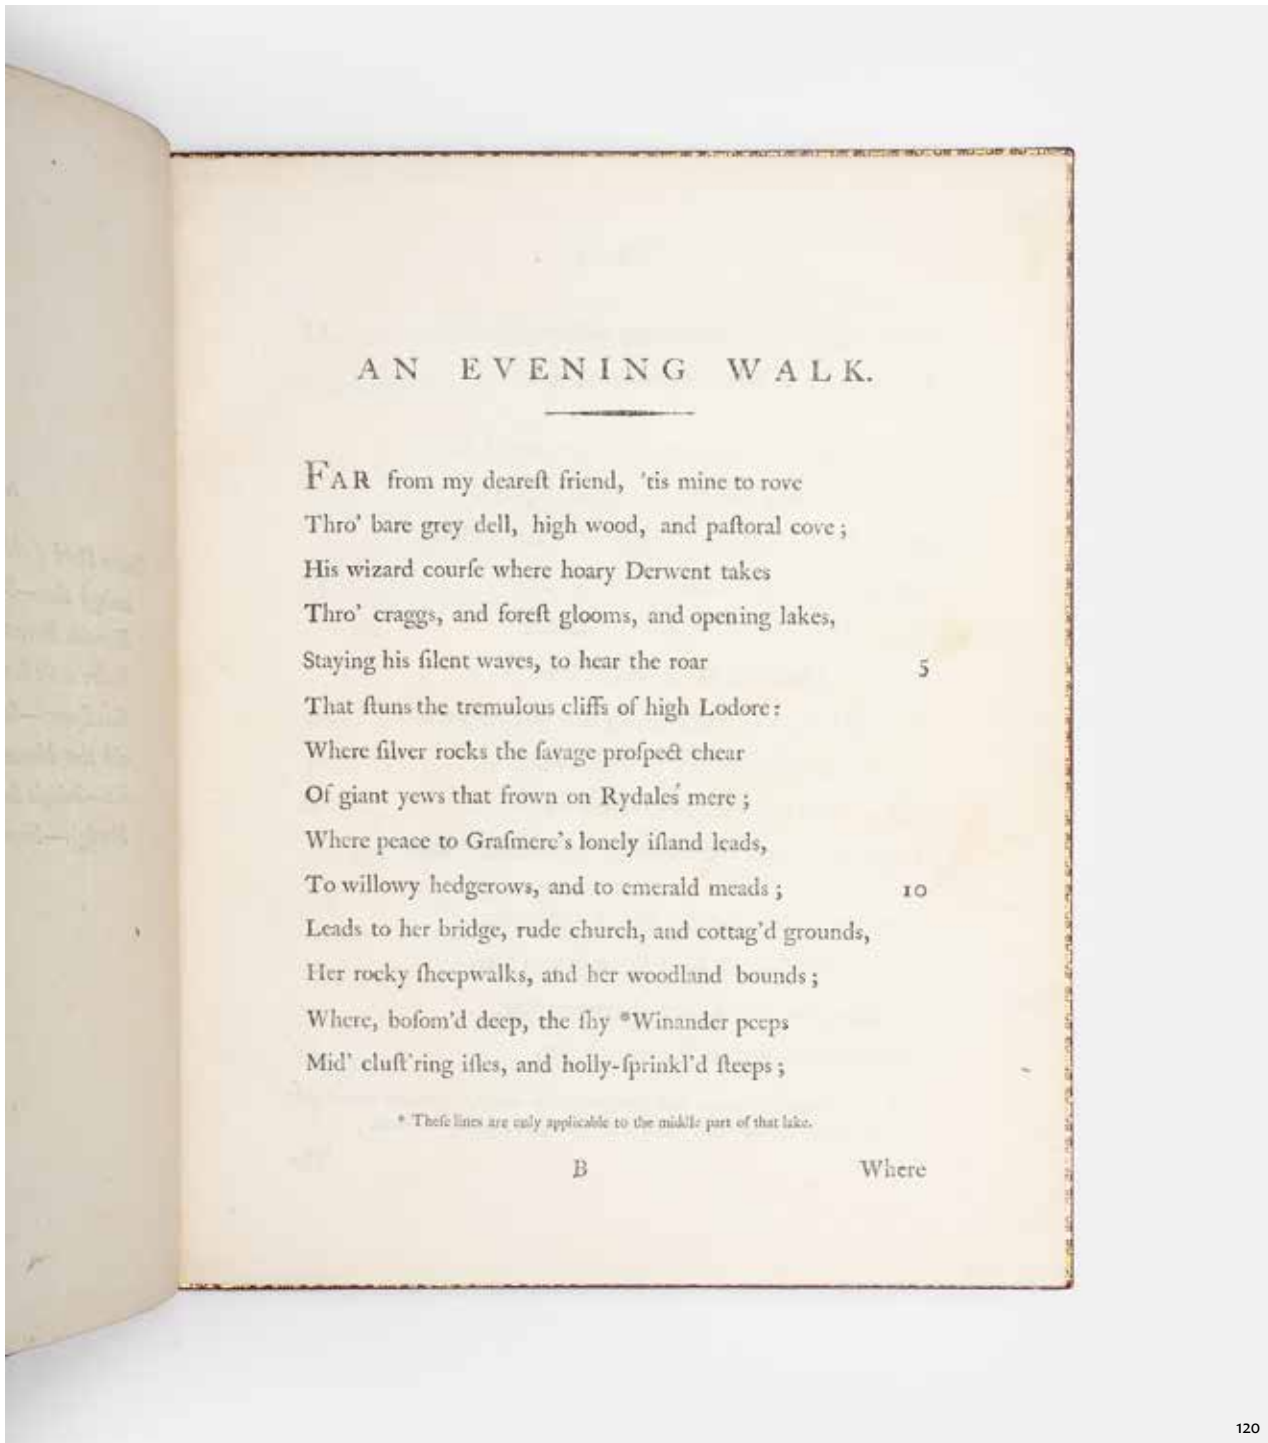 AN EVENING WALK.
FAR from my deareſt friend, 'tis mine to rove
Thro' bare grey dell, high wood, and paſtoral cove;
His wizard courſe where hoary Derwent takes
Thro' craggs, and foreſt glooms, and opening lakes,
Staying his ſilent waves, to hear the roar 5
That ſtuns the tremulous cliffs of high Lodore:
Where ſilver rocks the ſavage proſpect chear
Of giant yews that frown on Rydale's mere;
Where peace to Graſmere's lonely iſland leads,
To willowy hedgerows, and to emerald meads; 10
Leads to her bridge, rude church, and cottag'd grounds,
Her rocky ſheepwalks, and her woodland bounds;
Where, boſom'd deep, the ſhy *Winander peeps
Mid' cluſt'ring iſles, and holly-ſprinkl'd ſteeps;
* Theſe lines are only applicable to the middle part of that lake.
B Where
120